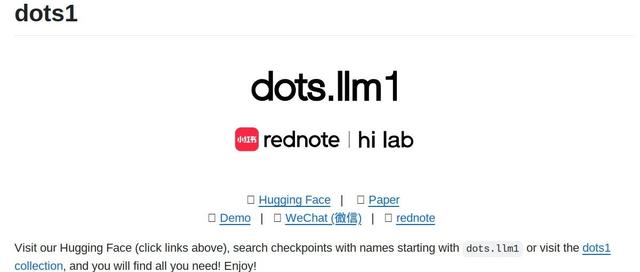 dots1
dots.llm1
小红书 rednote | hi lab
Hugging Face | Paper
Demo | WeChat (微信) | rednote
Visit our Hugging Face (click links above), search checkpoints with names starting with dots.llm1 or visit the dots1
collection, and you will find all you need! Enjoy!